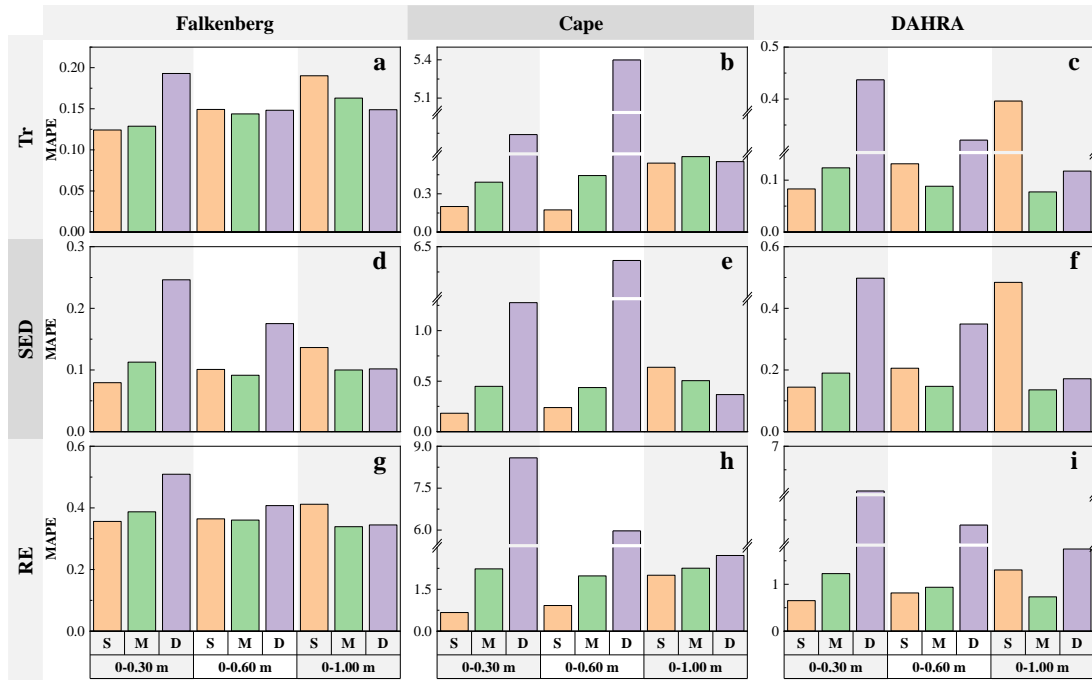 Falkenberg Cape DAHRA
Tr
MAPE
0.20
0.15
0.10
0.05
0.00
a
5.4
5.1
0.3
0.0
b
0.5
0.4
0.1
0.0
c
SED
MAPE
0.3
0.2
0.1
0.0
d
6.5
1.0
0.5
0.0
e
0.6
0.4
0.2
0.0
f
RE
MAPE
0.6
0.4
0.2
0.0
g
9.0
7.5
6.0
1.5
0.0
h
7
1
0
i
S M D S M D S M D S M D S M D S M D S M D S M D S M D
0-0.30 m 0-0.60 m 0-1.00 m 0-0.30 m 0-0.60 m 0-1.00 m 0-0.30 m 0-0.60 m 0-1.00 m